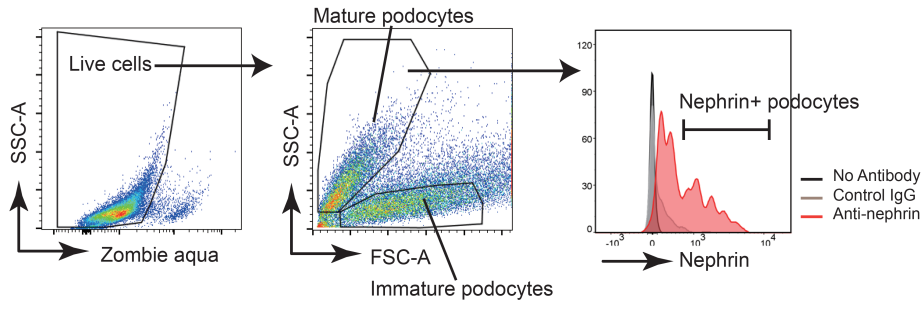 Mature podocytes
Live cells
SSC-A
Zombie aqua
SSC-A
FSC-A
Immature podocytes
120
90
60
30
0
-10³ 0 10³ 10⁴
Nephrin+ podocytes
Nephrin
No Antibody
Control IgG
Anti-nephrin